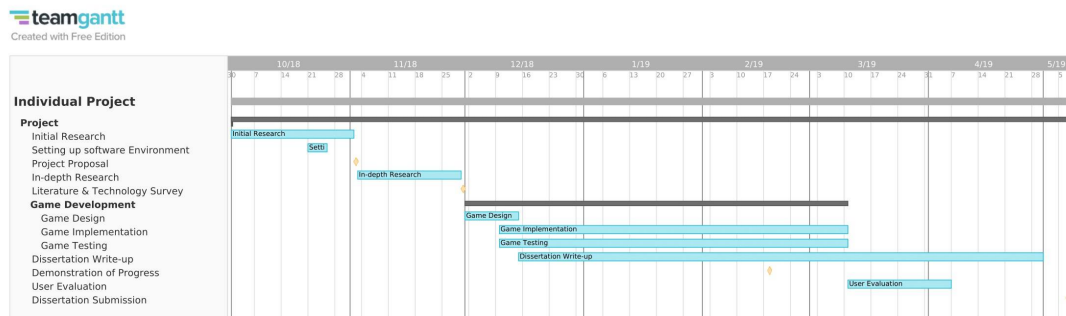 teamgantt
Created with Free Edition
10/18 11/18 12/18 1/19 2/19 3/19 4/19 5/19
30 7 14 21 28 4 11 18 25 2 9 16 23 30 6 13 20 27 3 10 17 24 3 10 17 24 31 7 14 21 28 5
Individual Project
Project
Initial Research Initial Research
Setting up software Environment Setti
Project Proposal
In-depth Research In-depth Research
Literature & Technology Survey
Game Development
Game Design Game Design
Game Implementation Game Implementation
Game Testing Game Testing
Dissertation Write-up Dissertation Write-up
Demonstration of Progress
User Evaluation User Evaluation
Dissertation Submission